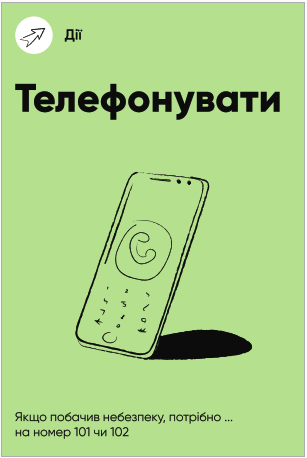 Дії
Телефонувати
Якщо побачив небезпеку, потрібно ...
на номер 101 чи 102